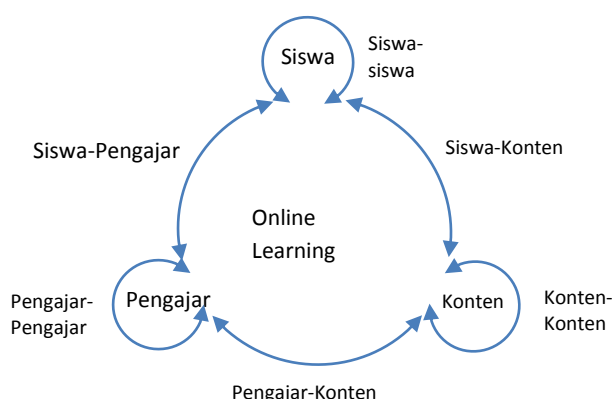 Siswa
Siswa-
siswa
Siswa-Pengajar
Siswa-Konten
Online
Learning
Pengajar-
Pengajar
Pengajar
Konten
Konten-
Konten
Pengajar-Konten